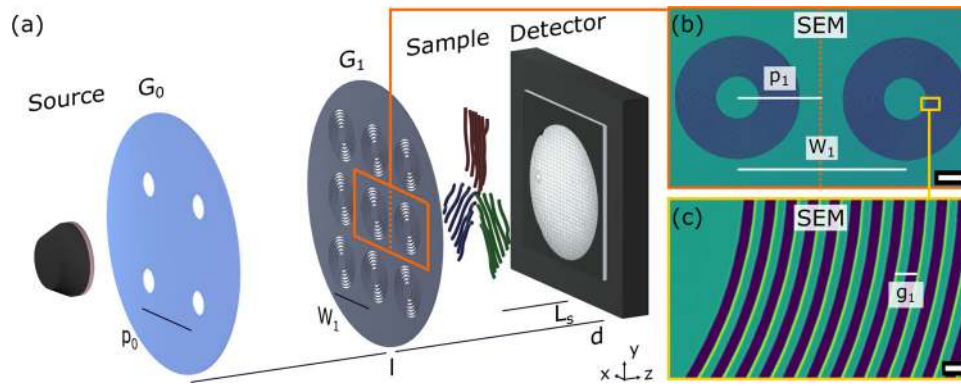 (a)
Source
G₀
G₁
Sample
Detector
p₀
W₁
l
Lₛ
d
x
y
z
(b)
SEM
p₁
W₁
(c)
SEM
g₁